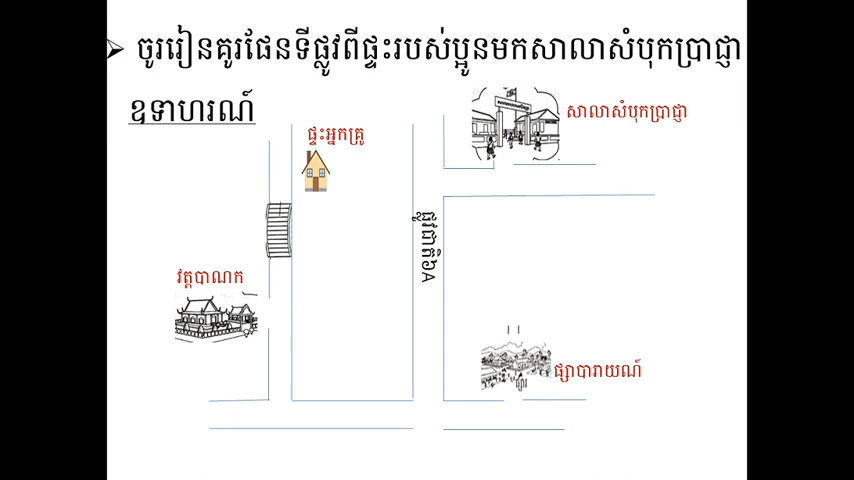 ចូររៀនគូរផែនទីផ្លូវពីផ្ទះរបស់ប្អូនមកសាលាសំបុកប្រាជ្ញា
ឧទាហរណ៍
សាលាសំបុកប្រាជ្ញា
ផ្ទះអ្នកគ្រូ
ផ្លូវជាតិ៦A
វត្តបាណក
ផ្សាបារាយណ៍
ផ្សារ